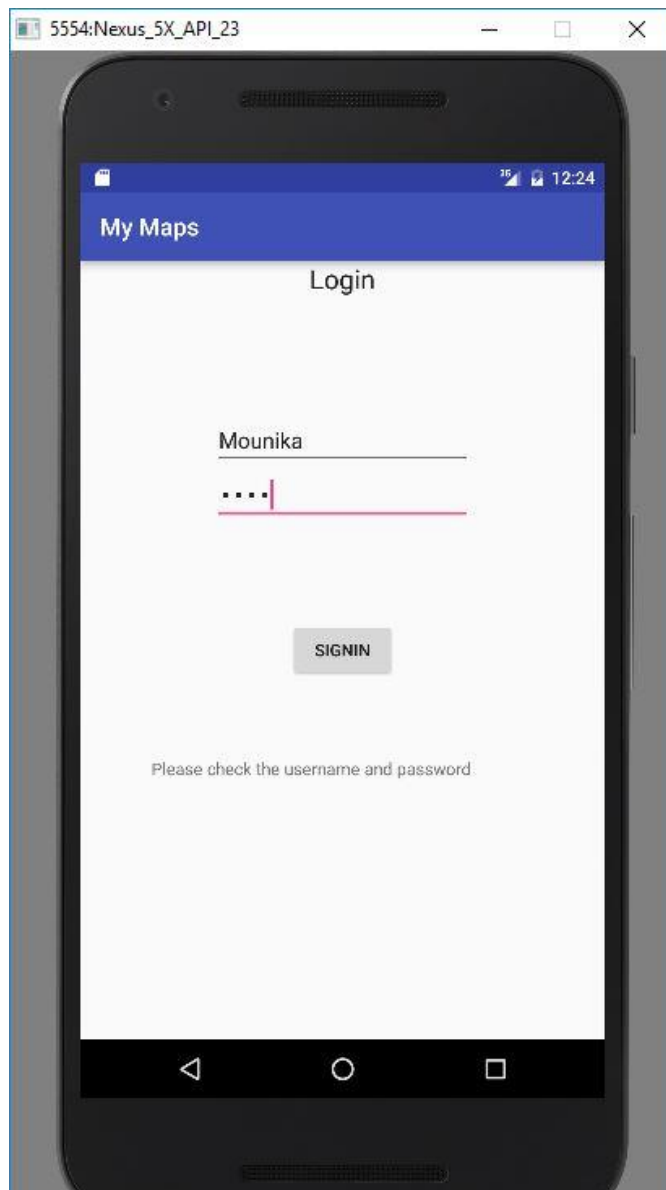 5554:Nexus_5X_API_23
12:24
My Maps
Login
Mounika
••••
SIGNIN
Please check the username and password